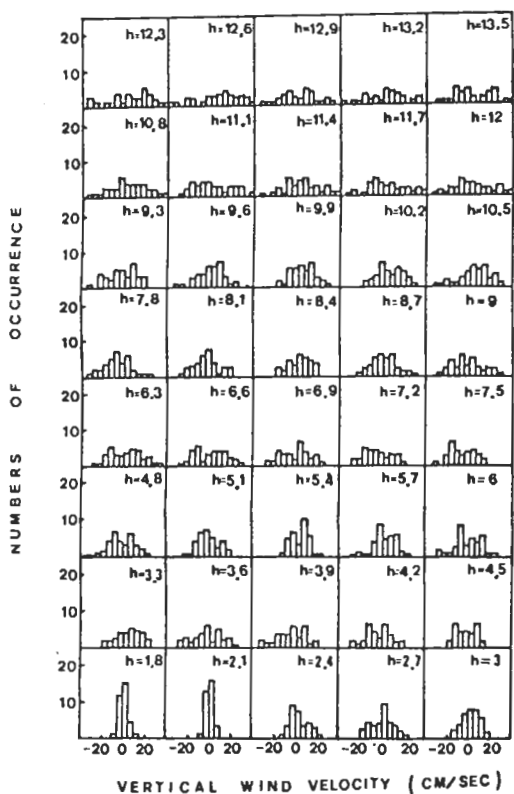 NUMBERS OF OCCURRENCE
20
10
h=12,3 h=12,6 h=12,9 h=13,2 h=13,5
20
10
h=10,8 h=11,1 h=11,4 h=11,7 h=12
20
10
h=9,3 h=9,6 h=9,9 h=10,2 h=10,5
20
10
h=7,8 h=8,1 h=8,4 h=8,7 h=9
20
10
h=6,3 h=6,6 h=6,9 h=7,2 h=7,5
20
10
h=4,8 h=5,1 h=5,4 h=5,7 h=6
20
10
h=3,3 h=3,6 h=3,9 h=4,2 h=4,5
20
10
h=1,8 h=2,1 h=2,4 h=2,7 h=3
-20 0 20 -20 0 20 -20 0 20 -20 0 20 -20 0 20
VERTICAL WIND VELOCITY (CM/SEC)